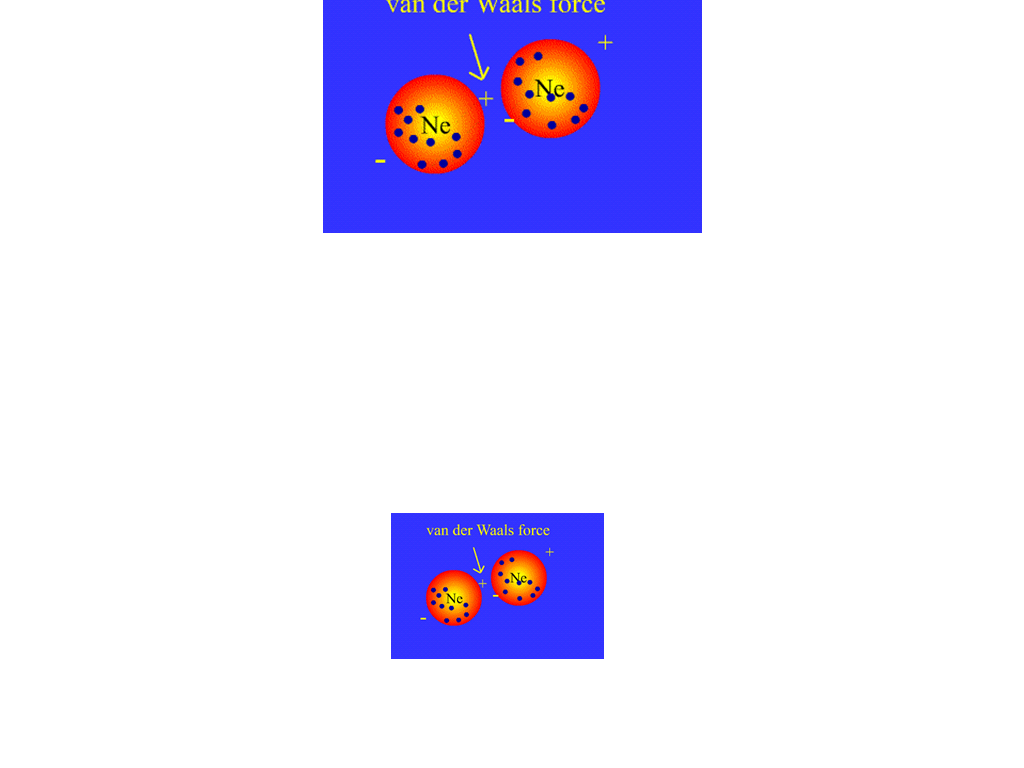 van der Waals force
+
Ne
+
Ne
-
-
van der Waals force
+
Ne
+
-
Ne
-